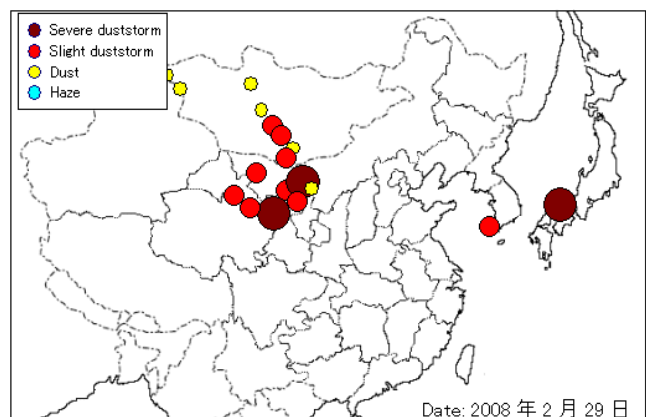 Severe duststorm
Slight duststorm
Dust
Haze
Date: 2008 年 2 月 29 日